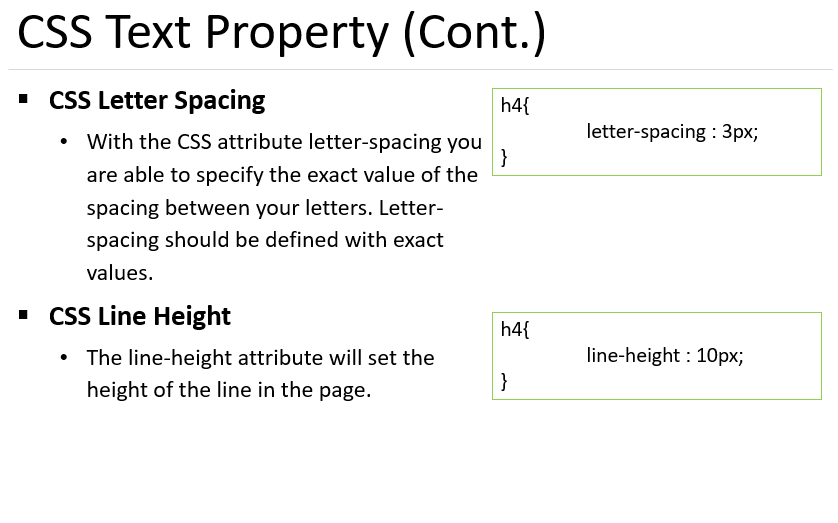 CSS Text Property (Cont.)
▪ CSS Letter Spacing
• With the CSS attribute letter-spacing you
are able to specify the exact value of the
spacing between your letters. Letter-
spacing should be defined with exact
values.
h4{
letter-spacing : 3px;
}
▪ CSS Line Height
• The line-height attribute will set the
height of the line in the page.
h4{
line-height : 10px;
}